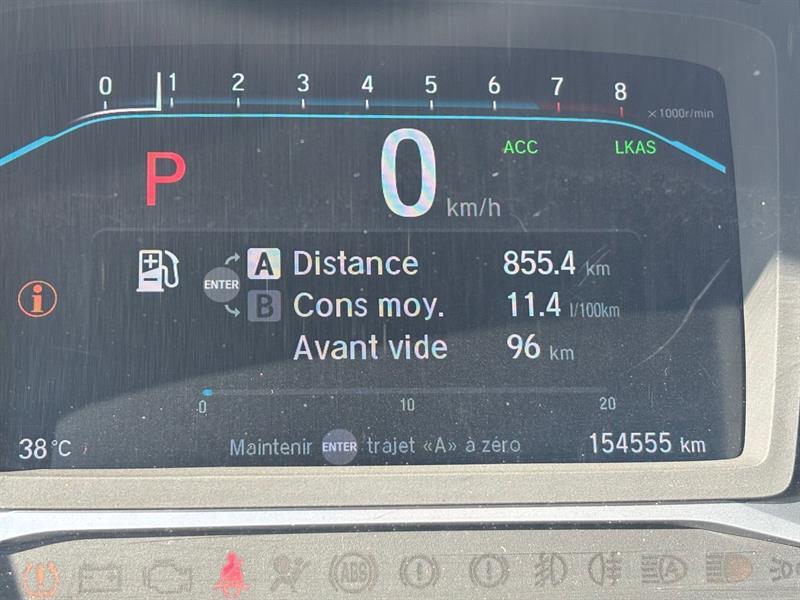 0 1 2 3 4 5 6 7 8
×1000r/min
P 0 km/h ACC LKAS
A Distance 855.4 km
ENTER
B Cons moy. 11.4 l/100km
Avant vide 96 km
0 10 20
38°C Maintenir ENTER trajet «A» à zéro 154555 km
ABS